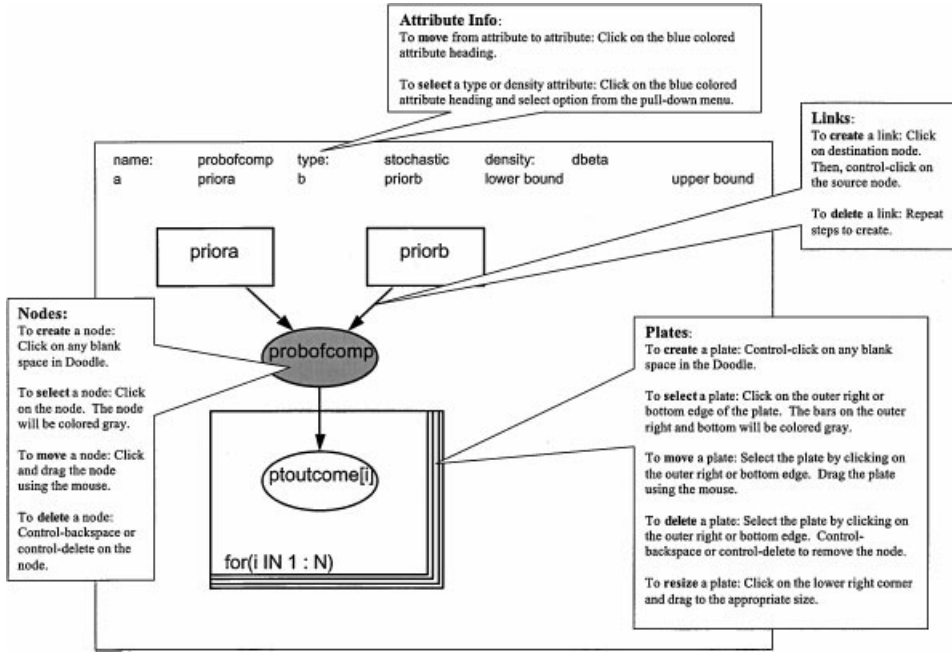 Attribute Info:
To move from attribute to attribute: Click on the blue colored
attribute heading.
To select a type or density attribute: Click on the blue colored
attribute heading and select option from the pull-down menu.
Links:
To create a link: Click
on destination node.
Then, control-click on
the source node.
To delete a link: Repeat
steps to create.
name: probofcomp type: stochastic density: dbeta
a priora b priorb lower bound upper bound
priora
priorb
Nodes:
To create a node:
Click on any blank
space in Doodle.
To select a node: Click
on the node. The node
will be colored gray.
To move a node: Click
and drag the node
using the mouse.
To delete a node:
Control-backspace or
control-delete on the
node.
probofcomp
ptoutcome[i]
for(i IN 1 : N)
Plates:
To create a plate: Control-click on any blank
space in the Doodle.
To select a plate: Click on the outer right or
bottom edge of the plate. The bars on the outer
right and bottom will be colored gray.
To move a plate: Select the plate by clicking on
the outer right or bottom edge. Drag the plate
using the mouse.
To delete a plate: Select the plate by clicking on
the outer right or bottom edge. Control-
backspace or control-delete to remove the node.
To resize a plate: Click on the lower right corner
and drag to the appropriate size.